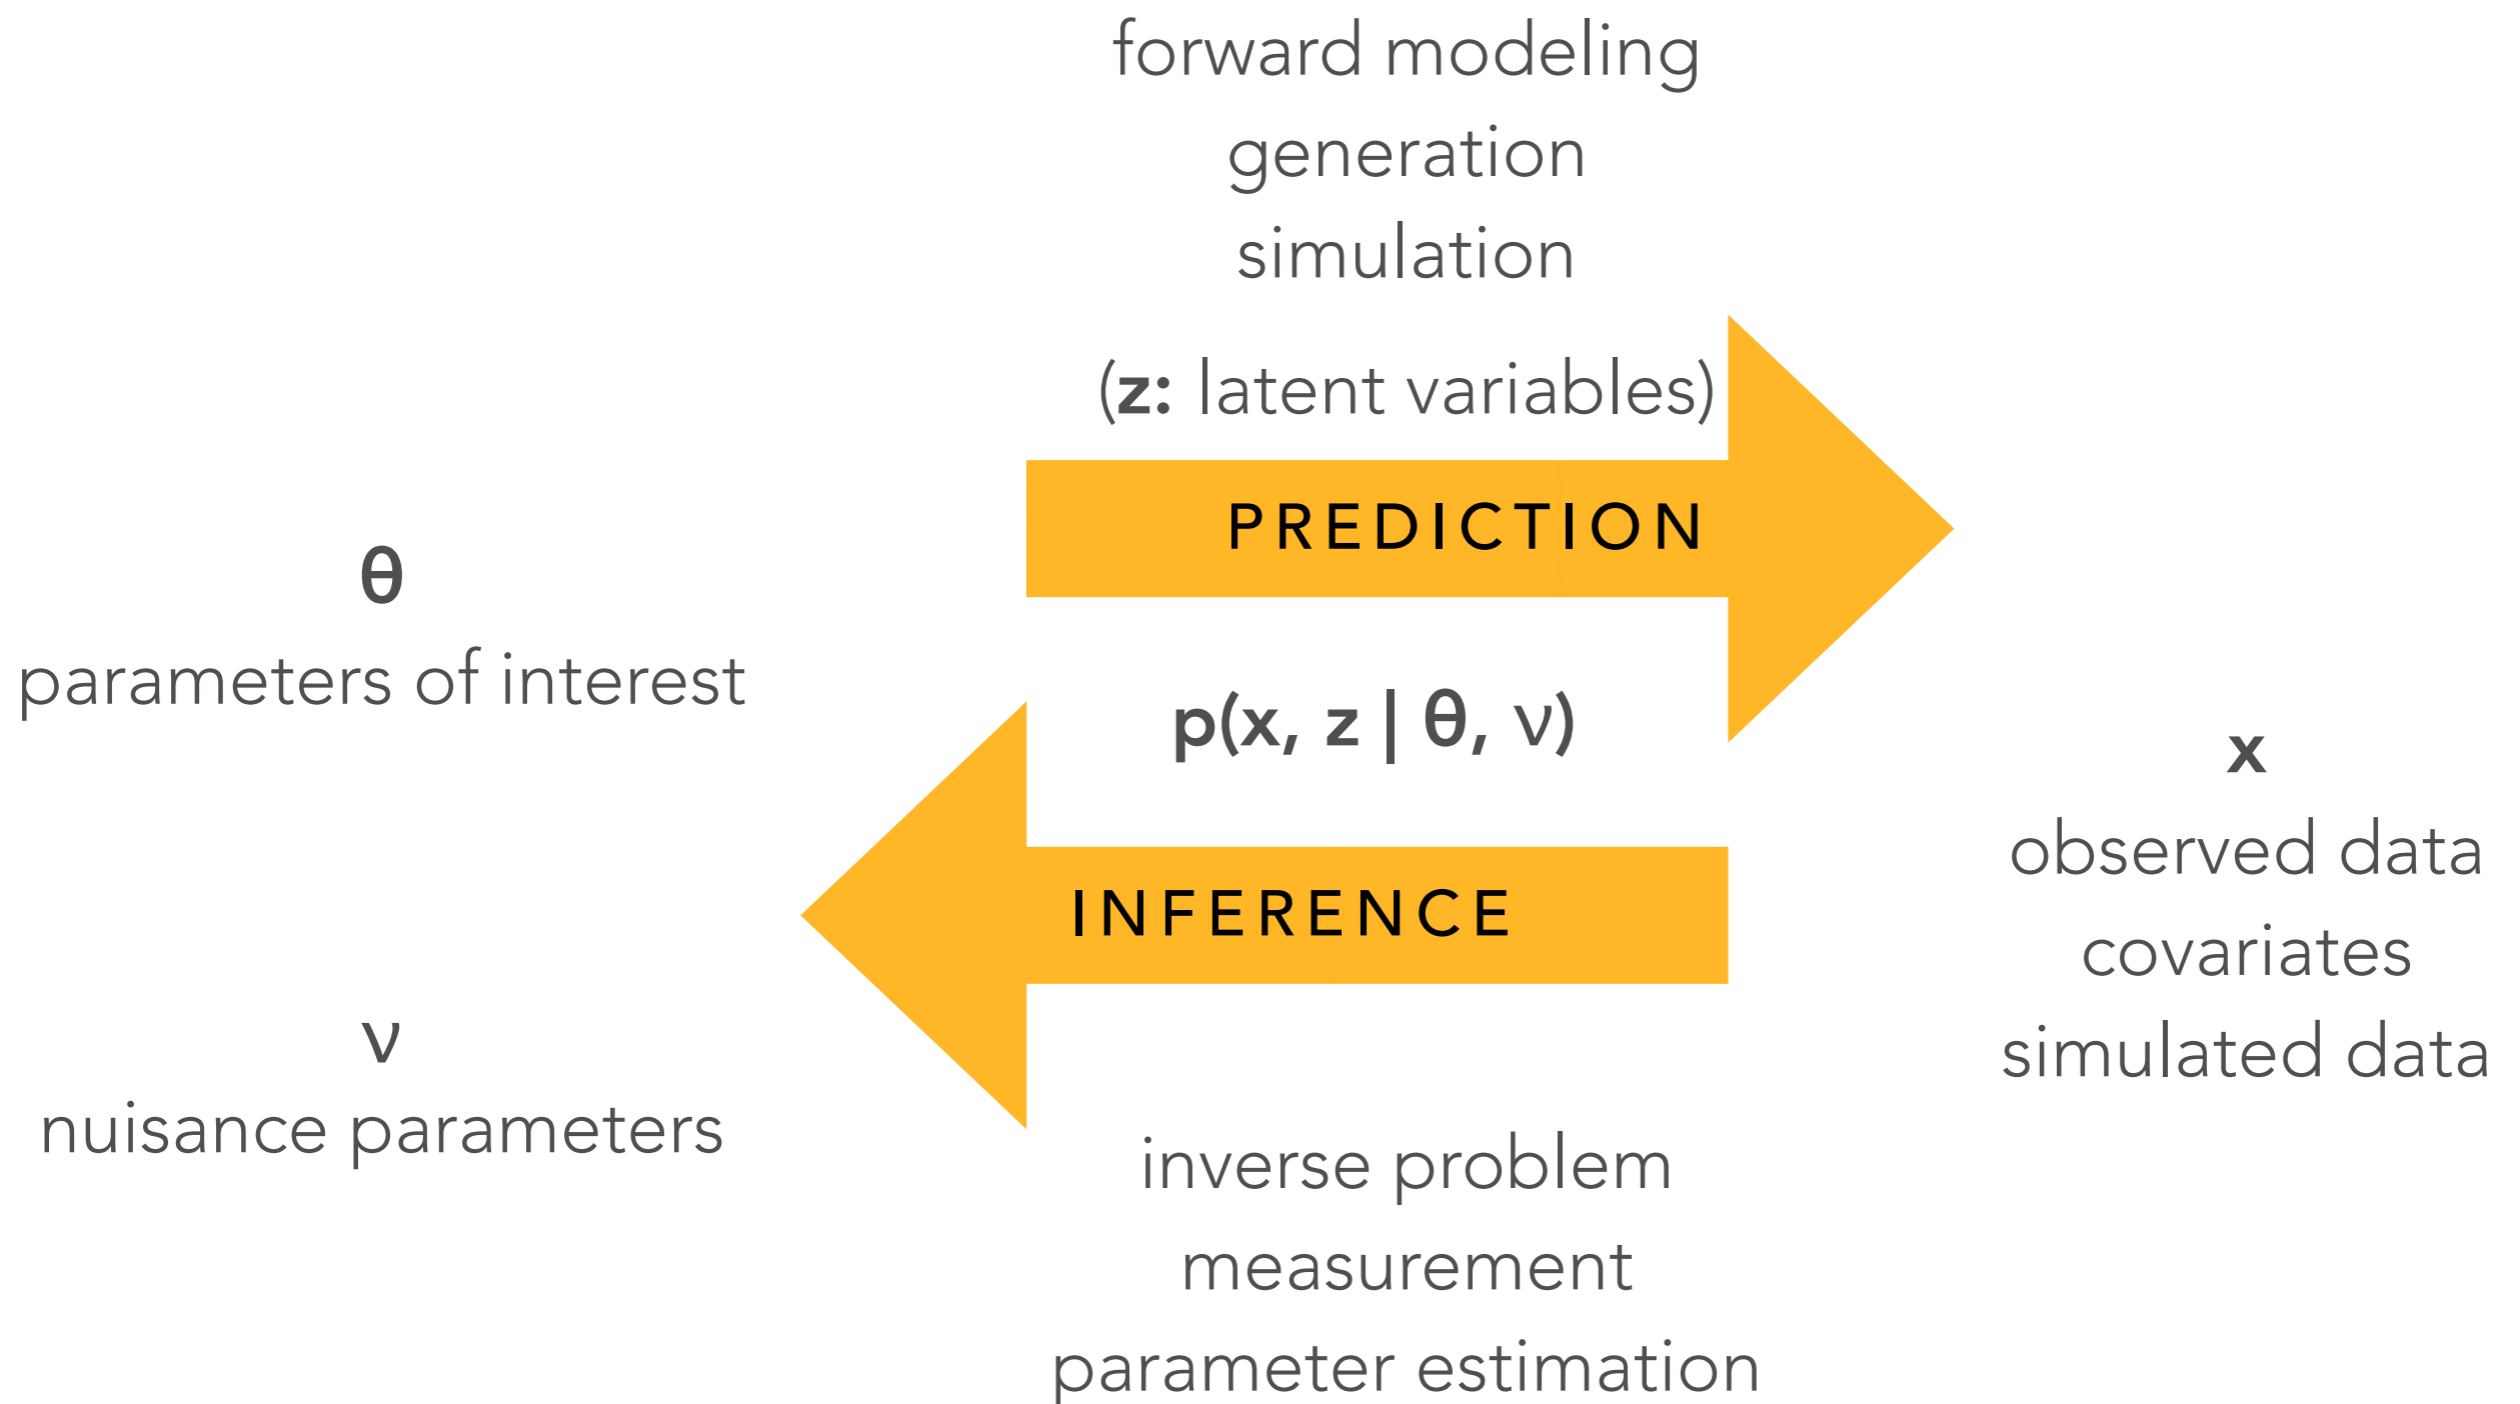 forward modeling
generation
simulation
(z: latent variables)
PREDICTION
θ
parameters of interest
p(x, z | θ, ν)
x
observed data
covariates
simulated data
INFERENCE
ν
nuisance parameters
inverse problem
measurement
parameter estimation